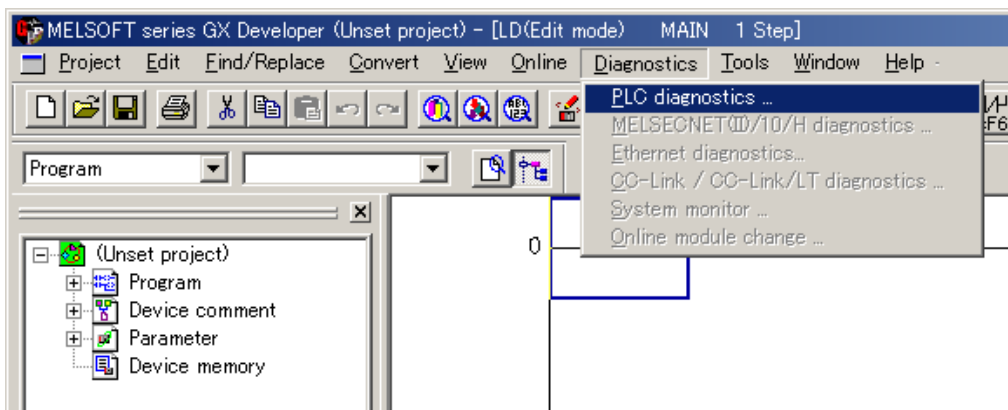 MELSOFT series GX Developer (Unset project) - [LD(Edit mode)    MAIN    1 Step]
Project Edit Find/Replace Convert View Online Diagnostics Tools Window Help
PLC diagnostics ...
MELSECNET(II)/10/H diagnostics ...
Ethernet diagnostics...
CC-Link / CC-Link/LT diagnostics ...
System monitor ...
Online module change ...
F6
Program
0
(Unset project)
Program
Device comment
Parameter
Device memory